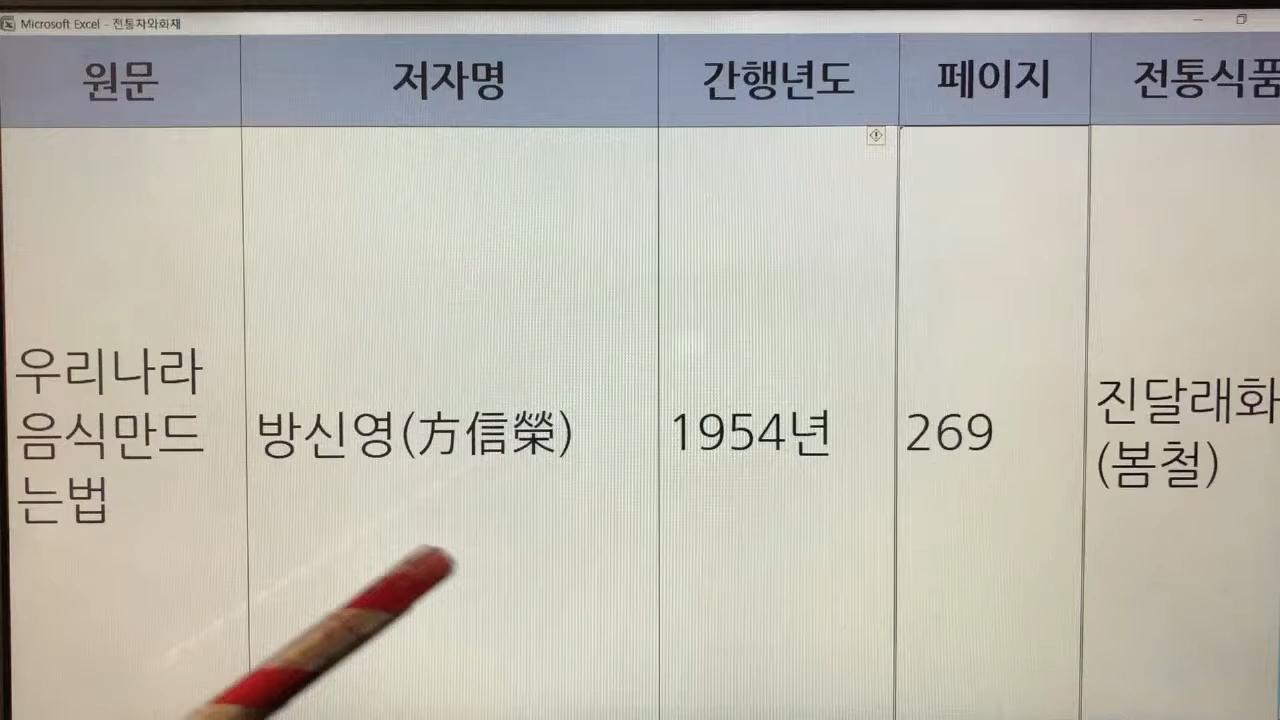 Microsoft Excel - 전통차와화채
원문 저자명 간행년도 페이지 전통식품
우리나라
음식만드
는법
방신영(方信榮)
1954년
269
진달래화
(봄철)